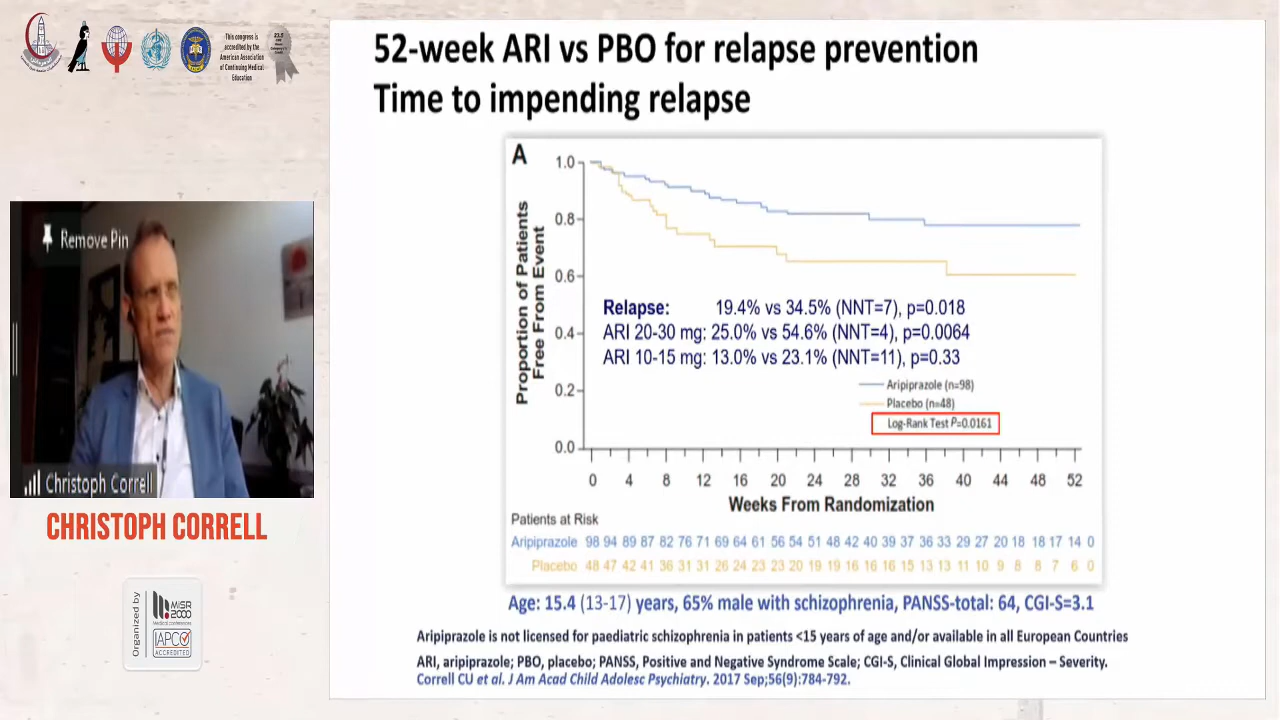 This congress is
accredited by the
American Association
of Continuing Medical
Education
52-week ARI vs PBO for relapse prevention
Time to impending relapse
Remove Pin
Christoph Correll
CHRISTOPH CORRELL
Organized by
MISR
2000
Medical conferences
APCO
ACCREDITED
A
Proportion of Patients
Free From Event
1.0
0.8
0.6
0.4
0.2
0.0
Relapse: 19.4% vs 34.5% (NNT=7), p=0.018
ARI 20-30 mg: 25.0% vs 54.6% (NNT=4), p=0.0064
ARI 10-15 mg: 13.0% vs 23.1% (NNT=11), p=0.33
Aripiprazole (n=98)
Placebo (n=48)
Log-Rank Test P=0.0161
0 4 8 12 16 20 24 28 32 36 40 44 48 52
Weeks From Randomization
Patients at Risk
Aripiprazole 98 94 89 87 82 76 71 69 64 61 56 54 51 48 42 40 39 37 36 33 29 27 20 18 18 17 14 0
Placebo 48 47 42 41 36 31 31 26 24 23 23 20 19 19 16 16 16 15 13 13 11 10 9 8 8 7 6 0
Age: 15.4 (13-17) years, 65% male with schizophrenia, PANSS-total: 64, CGI-S=3.1
Aripiprazole is not licensed for paediatric schizophrenia in patients <15 years of age and/or available in all European Countries
ARI, aripiprazole; PBO, placebo; PANSS, Positive and Negative Syndrome Scale; CGI-S, Clinical Global Impression – Severity.
Correll CU et al. J Am Acad Child Adolesc Psychiatry. 2017 Sep;56(9):784-792.